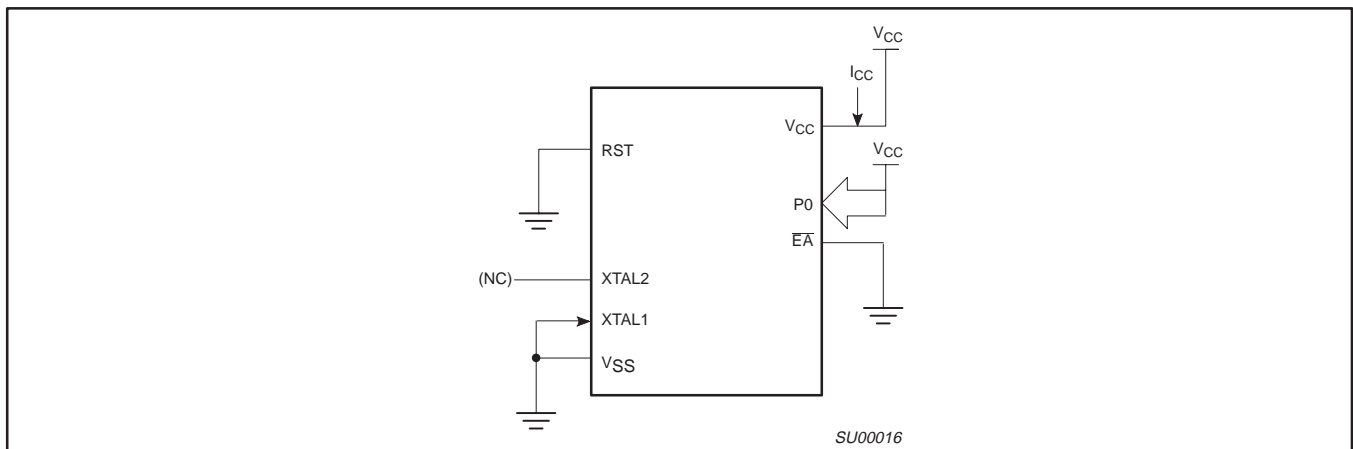 VCC
ICC
VCC
RST
VCC
P0
EA
(NC)
XTAL2
XTAL1
VSS
SU00016